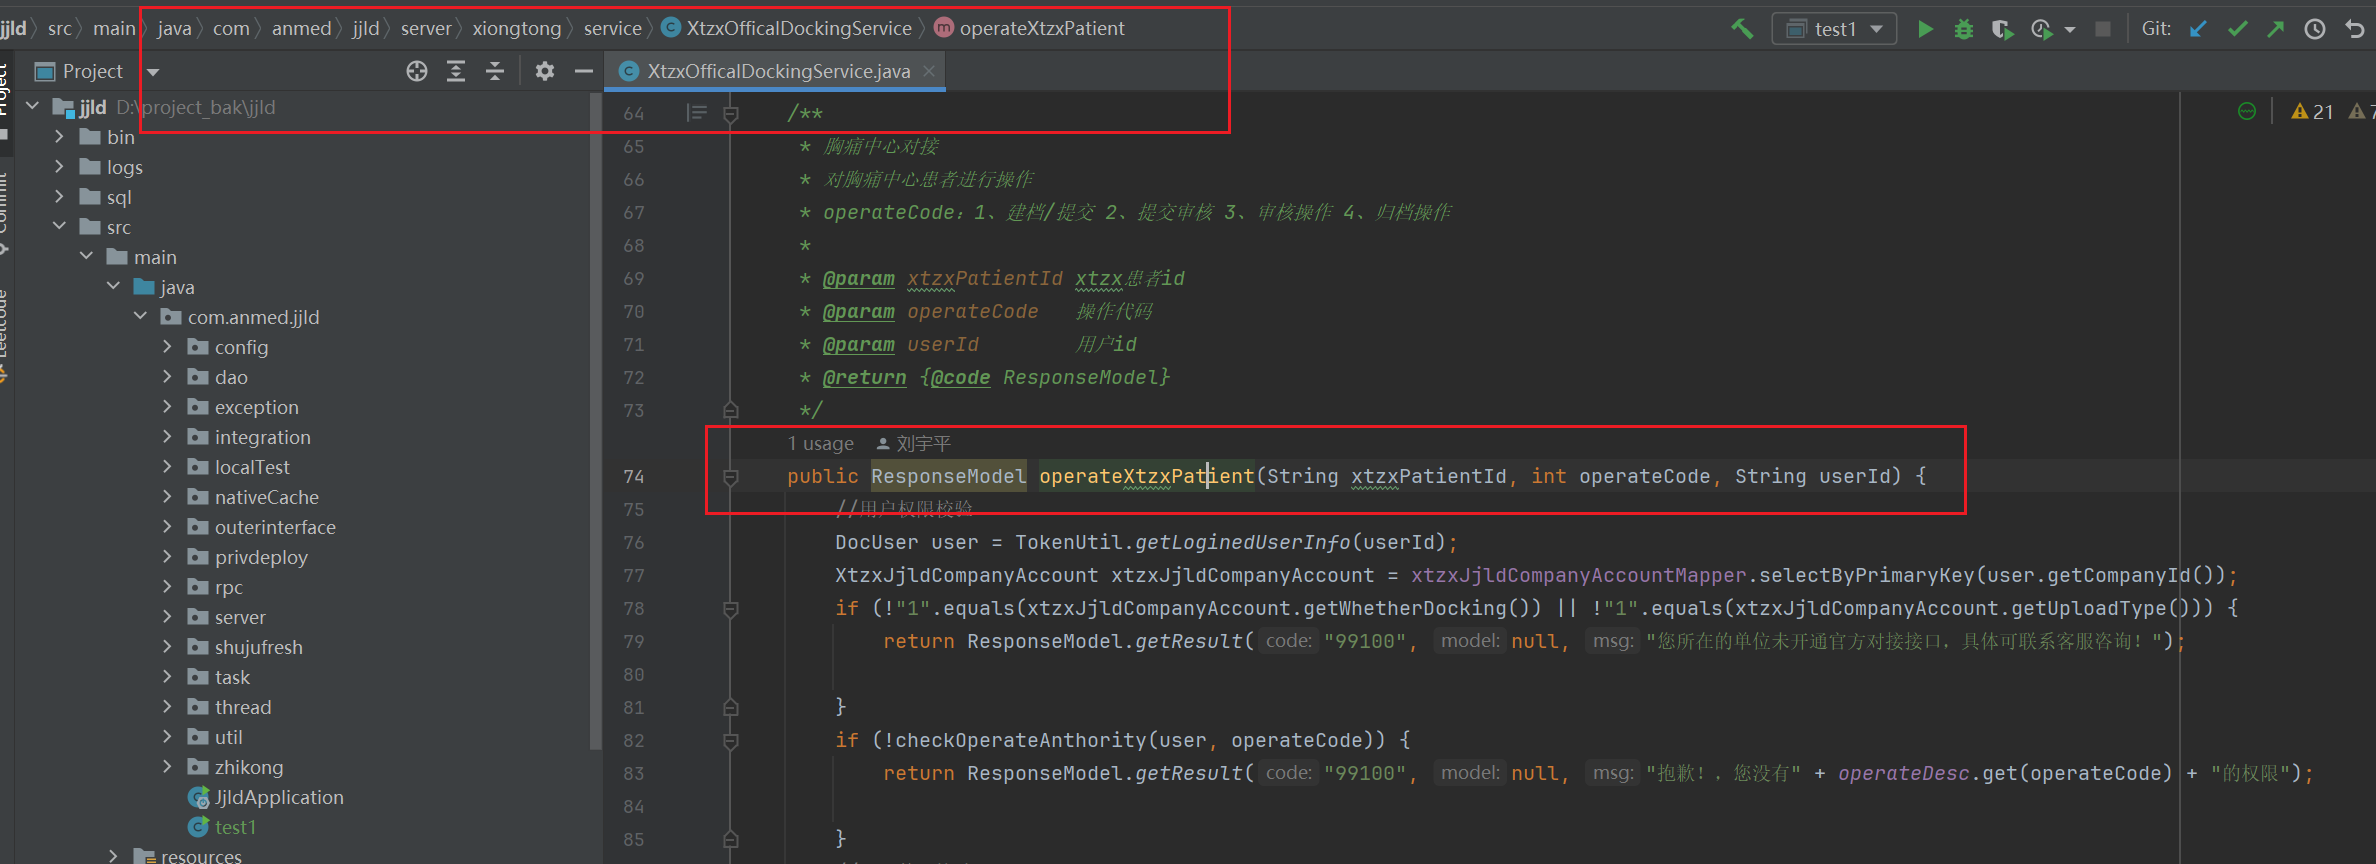 jjld 〉 src 〉 main 〉 java 〉 com 〉 anmed 〉 jjld 〉 server 〉 xiongtong 〉 service 〉 XtzxOfficalDockingService 〉 operateXtzxPatient
test1
Git:
Project
XtzxOfficalDockingService.java
Project
Commit
Leetcode
jjld D:\project_bak\jjld
bin
logs
sql
src
main
java
com.anmed.jjld
config
dao
exception
integration
localTest
nativeCache
outerinterface
privdeploy
rpc
server
shujufresh
task
thread
util
zhikong
JjldApplication
test1
resources
21
7
64 /**
65 * 胸痛中心对接
66 * 对胸痛中心患者进行操作
67 * operateCode：1、建档/提交 2、提交审核 3、审核操作 4、归档操作
68 *
69 * @param xtzxPatientId xtzx患者id
70 * @param operateCode 操作代码
71 * @param userId 用户id
72 * @return {@code ResponseModel}
73 */
1 usage 刘宇平
74 public ResponseModel operateXtzxPatient(String xtzxPatientId, int operateCode, String userId) {
75 //用户权限校验
76 DocUser user = TokenUtil.getLoginedUserInfo(userId);
77 XtzxJjldCompanyAccount xtzxJjldCompanyAccount = xtzxJjldCompanyAccountMapper.selectByPrimaryKey(user.getCompanyId());
78 if (!"1".equals(xtzxJjldCompanyAccount.getWhetherDocking()) || !"1".equals(xtzxJjldCompanyAccount.getUploadType())) {
79 return ResponseModel.getResult( code: "99100", model: null, msg: "您所在的单位未开通官方对接接口，具体可联系客服咨询！");
80
81 }
82 if (!checkOperateAnthority(user, operateCode)) {
83 return ResponseModel.getResult( code: "99100", model: null, msg: "抱歉！，您没有" + operateDesc.get(operateCode) + "的权限");
84
85 }